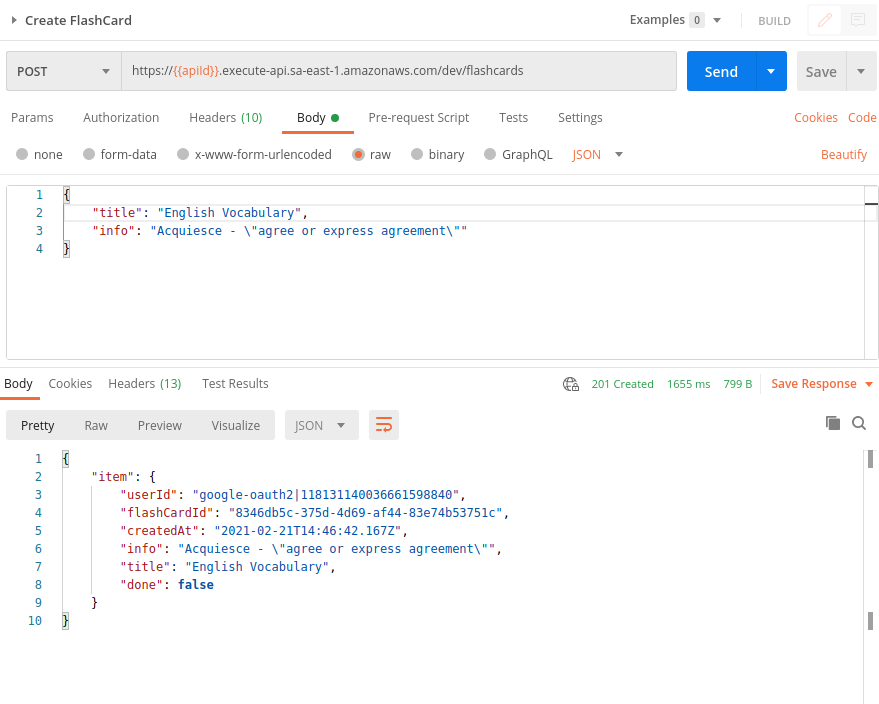 Create FlashCard Examples 0 BUILD
POST https://{{apiId}}.execute-api.sa-east-1.amazonaws.com/dev/flashcards Send Save
Params Authorization Headers (10) Body Pre-request Script Tests Settings Cookies Code
none form-data x-www-form-urlencoded raw binary GraphQL JSON Beautify
1 {
2 "title": "English Vocabulary",
3 "info": "Acquiesce - \"agree or express agreement\""
4 }
Body Cookies Headers (13) Test Results 201 Created 1655 ms 799 B Save Response
Pretty Raw Preview Visualize JSON
1 {
2 "item": {
3 "userId": "google-oauth2|118131140036661598840",
4 "flashCardId": "8346db5c-375d-4d69-af44-83e74b53751c",
5 "createdAt": "2021-02-21T14:46:42.167Z",
6 "info": "Acquiesce - \"agree or express agreement\"",
7 "title": "English Vocabulary",
8 "done": false
9 }
10 }